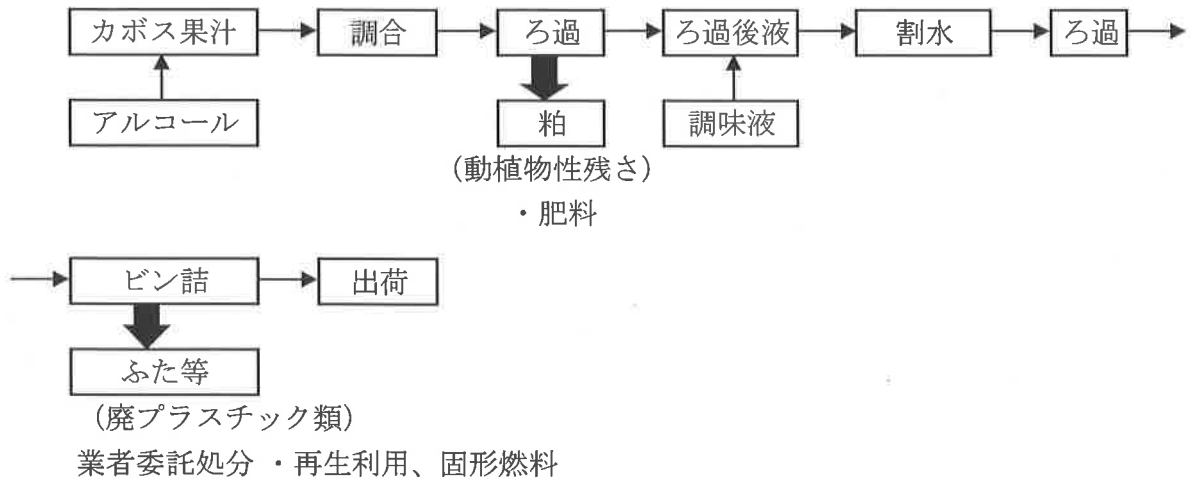 カボス果汁 調合 ろ過 ろ過後液 割水 ろ過
アルコール 粕 調味液
(動植物性残さ)
・肥料
ビン詰 出荷
ふた等
(廃プラスチック類)
業者委託処分 ・再生利用、固形燃料